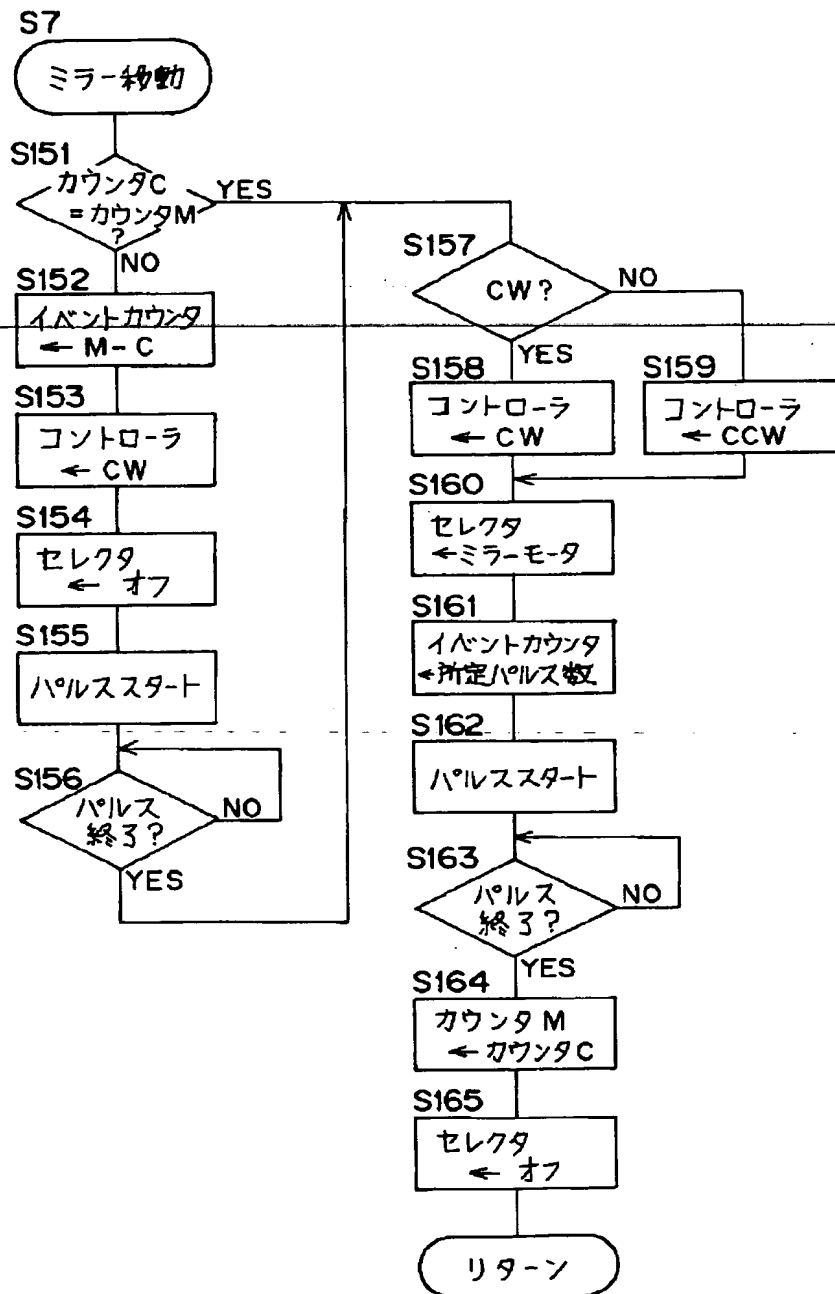 S7
ミラー移動
S151
カウンタC
=カウンタM
?
YES
NO
S152
イベントカウンタ
← M-C
S153
コントローラ
← CW
S154
セレクタ
← オフ
S155
パルススタート
S156
パルス
終了?
NO
YES
S157
CW?
NO
YES
S158
コントローラ
← CW
S159
コントローラ
← CCW
S160
セレクタ
←ミラーモータ
S161
イベントカウンタ
←所定パルス数
S162
パルススタート
S163
パルス
終了?
NO
YES
S164
カウンタM
← カウンタC
S165
セレクタ
← オフ
リターン